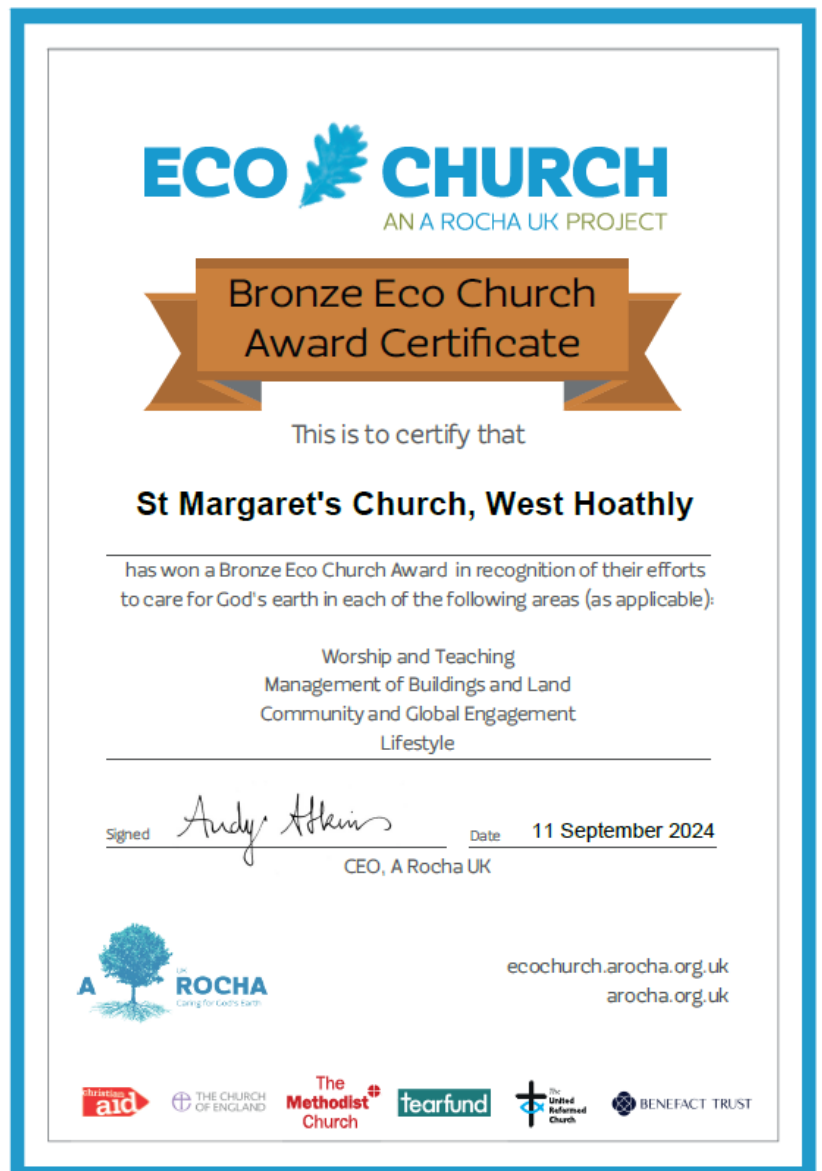 ECO CHURCH
AN A ROCHA UK PROJECT
Bronze Eco Church
Award Certificate
This is to certify that
St Margaret's Church, West Hoathly
has won a Bronze Eco Church Award in recognition of their efforts
to care for God's earth in each of the following areas (as applicable):
Worship and Teaching
Management of Buildings and Land
Community and Global Engagement
Lifestyle
Signed Andy Atkins Date 11 September 2024
CEO, A Rocha UK
UK
A ROCHA
Caring for God's Earth
ecochurch.arocha.org.uk
arocha.org.uk
christian
aid
THE CHURCH
OF ENGLAND
The
Methodist
Church
tearfund
The
United
Reformed
Church
BENEFACT TRUST